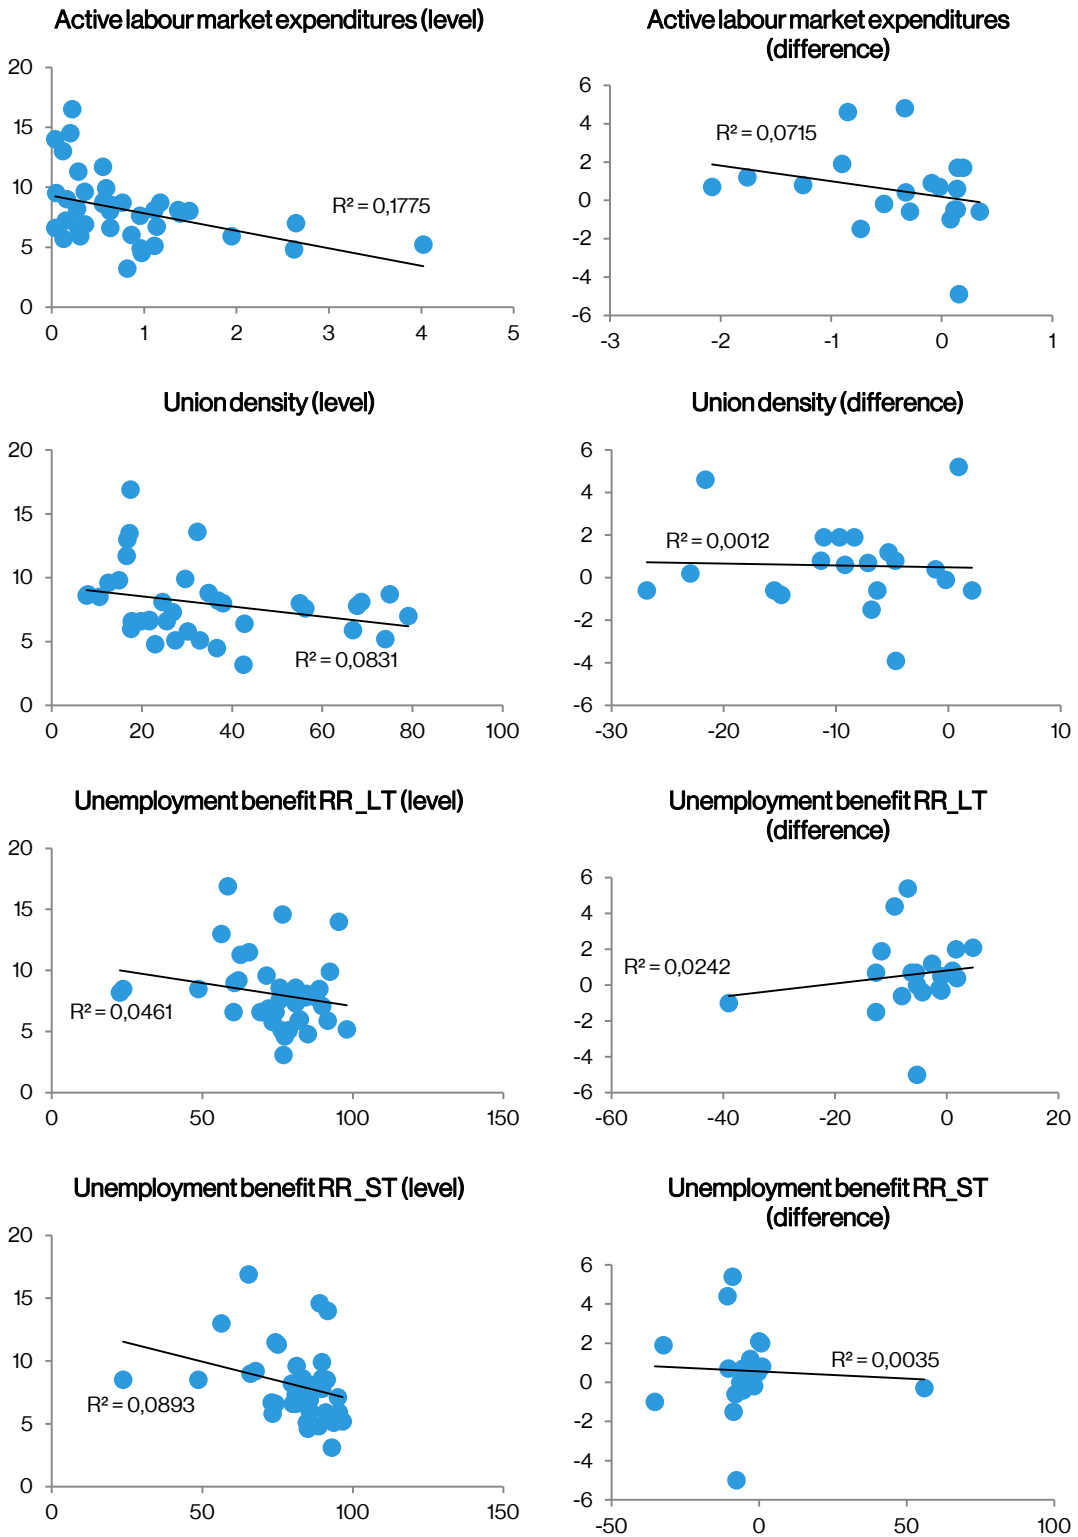 Active labour market expenditures (level)
20
15
10
5
0
0 1 2 3 4 5
R² = 0,1775
Active labour market expenditures
(difference)
6
4
2
0
-2
-4
-6
-3 -2 -1 0 1
R² = 0,0715
Union density (level)
20
15
10
5
0
0 20 40 60 80 100
R² = 0,0831
Union density (difference)
6
4
2
0
-2
-4
-6
-30 -20 -10 0 10
R² = 0,0012
Unemployment benefit RR_LT (level)
20
15
10
5
0
0 50 100 150
R² = 0,0461
Unemployment benefit RR_LT
(difference)
6
4
2
0
-2
-4
-6
-60 -40 -20 0 20
R² = 0,0242
Unemployment benefit RR_ST (level)
20
15
10
5
0
0 50 100 150
R² = 0,0893
Unemployment benefit RR_ST
(difference)
6
4
2
0
-2
-4
-6
-50 0 50 100
R² = 0,0035